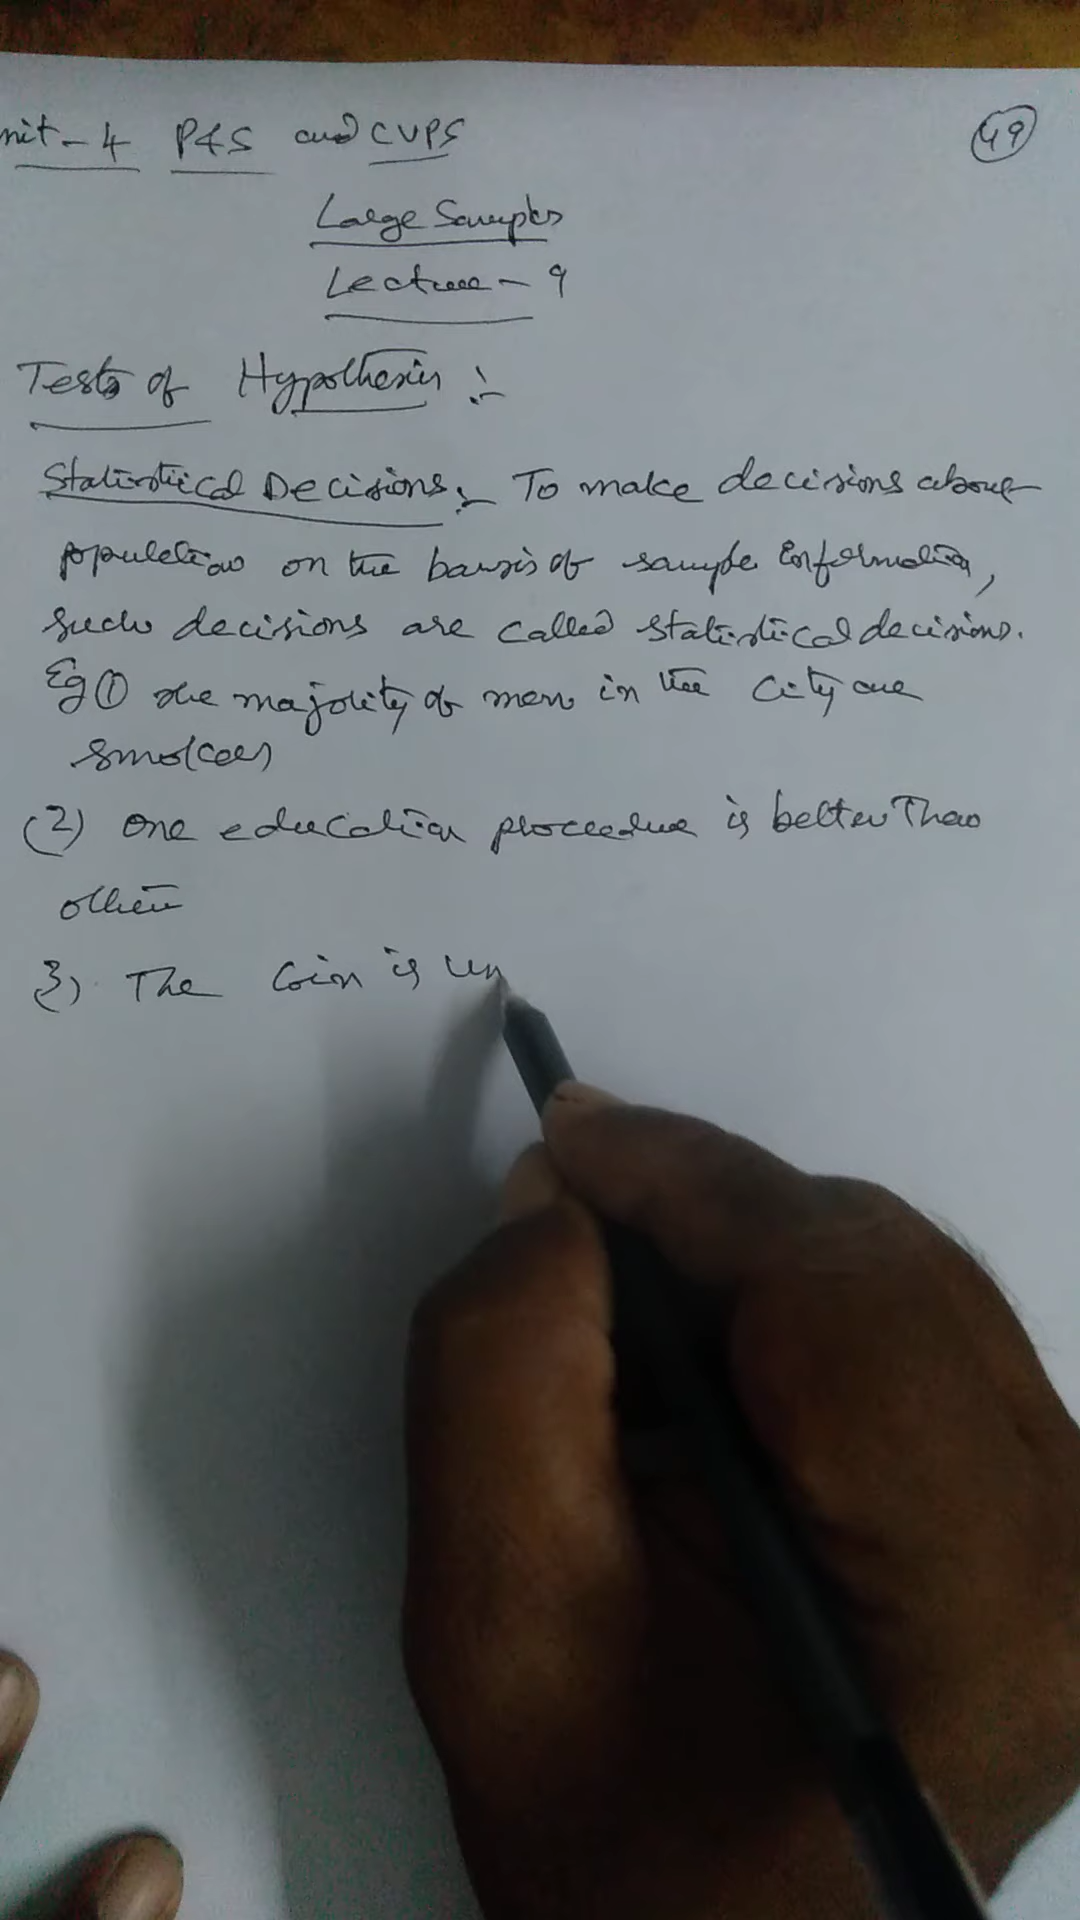 nit - 4 P&S and CVPS
49
Large Samples
Lecture - 9
Tests of Hypothesis :-
Statistical Decisions :- To make decisions about
population on the basis of sample information,
such decisions are called statistical decisions.
Eg ① The majority of men in the city are
smokers
(2) One education procedure is better than
other
3) The Coin is un